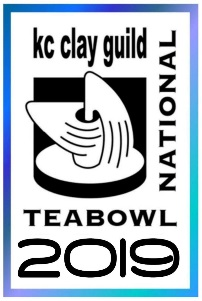 kc clay guild
NATIONAL
TEABOWL
2019